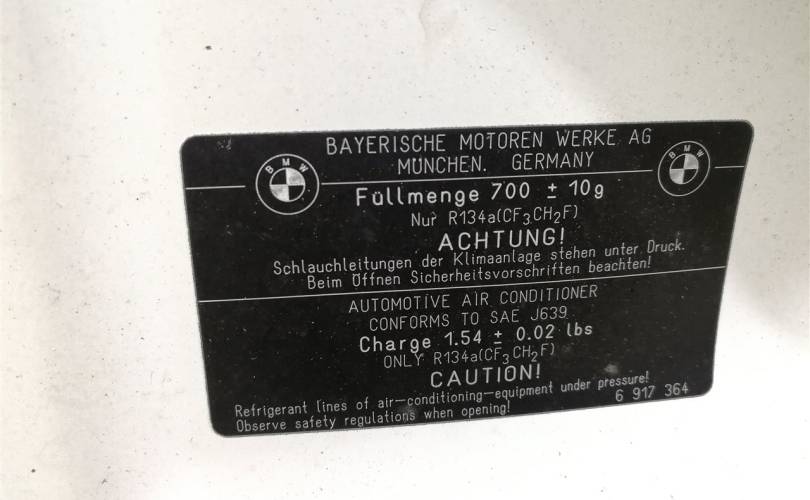 BAYERISCHE MOTOREN WERKE AG
MÜNCHEN. GERMANY
BMW
BMW
Füllmenge 700 ± 10g
Nur R134a(CF3CH2F)
ACHTUNG!
Schlauchleitungen der Klimaanlage stehen unter Druck.
Beim Öffnen Sicherheitsvorschriften beachten!
AUTOMOTIVE AIR CONDITIONER
CONFORMS TO SAE J639
Charge 1.54 ± 0.02 lbs
ONLY R134a(CF3CH2F)
CAUTION!
Refrigerant lines of air-conditioning-equipment under pressure!
Observe safety regulations when opening!
6 917 364